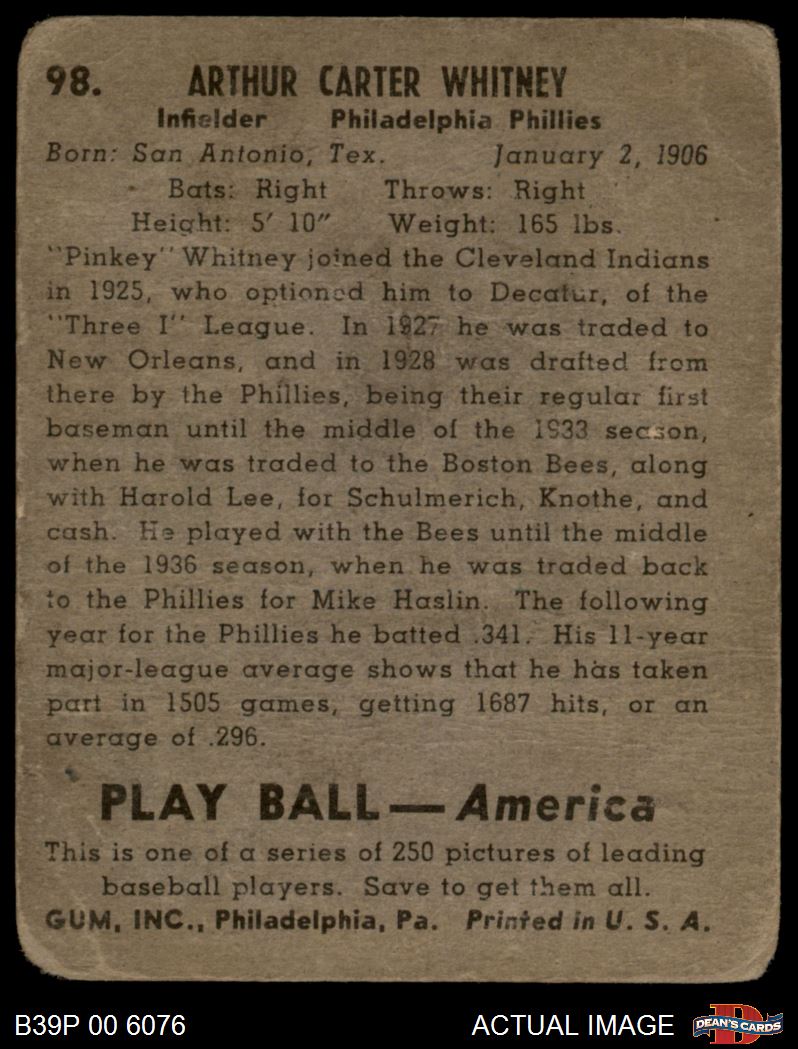 98. ARTHUR CARTER WHITNEY
Infielder Philadelphia Phillies
Born: San Antonio, Tex. January 2, 1906
Bats: Right Throws: Right
Height: 5′ 10″ Weight: 165 lbs.
"Pinkey" Whitney joined the Cleveland Indians
in 1925, who optioned him to Decatur, of the
"Three I" League. In 1927 he was traded to
New Orleans, and in 1928 was drafted from
there by the Phillies, being their regular first
baseman until the middle of the 1933 season,
when he was traded to the Boston Bees, along
with Harold Lee, for Schulmerich, Knothe, and
cash. He played with the Bees until the middle
of the 1936 season, when he was traded back
to the Phillies for Mike Haslin. The following
year for the Phillies he batted .341. His 11-year
major-league average shows that he has taken
part in 1505 games, getting 1687 hits, or an
average of .296.
PLAY BALL — America
This is one of a series of 250 pictures of leading
baseball players. Save to get them all.
GUM, INC., Philadelphia, Pa. Printed in U. S. A.
B39P 00 6076 ACTUAL IMAGE D DEAN'S CARDS